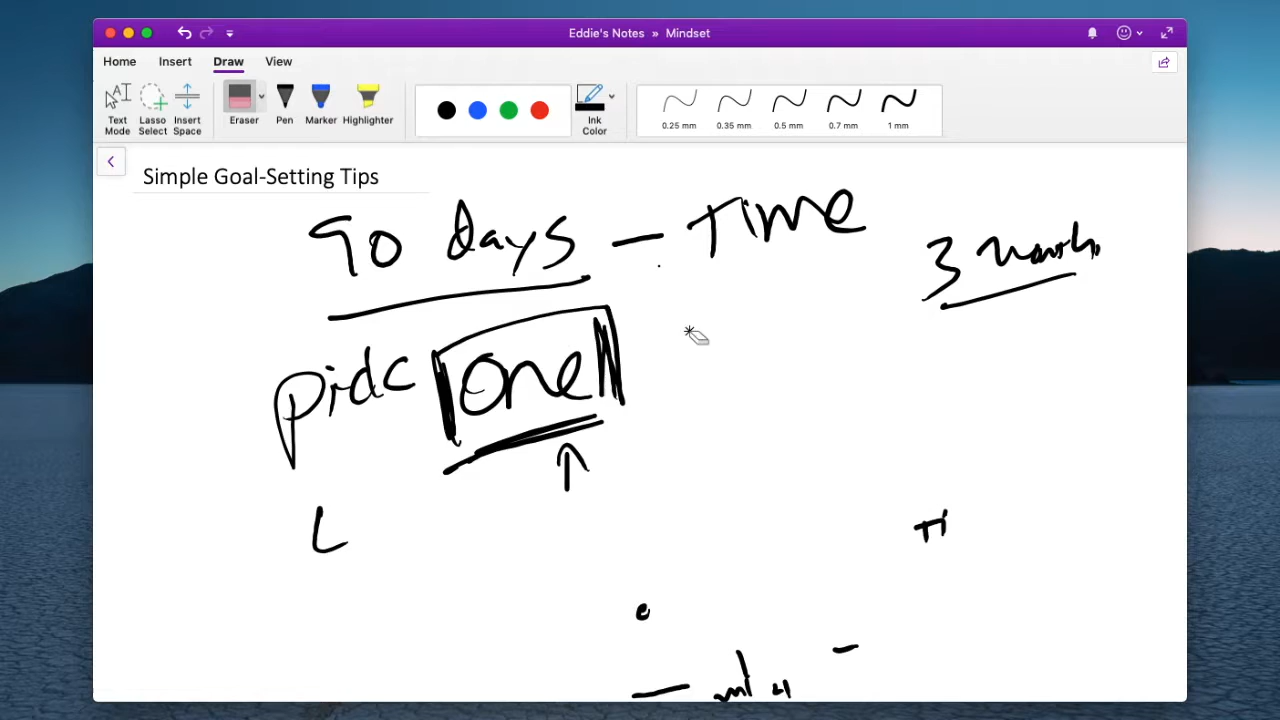 Eddie's Notes » Mindset
Home Insert Draw View
Text Mode
Lasso Select
Insert Space
Eraser
Pen
Marker
Highlighter
Ink Color
0.25 mm
0.35 mm
0.5 mm
0.7 mm
1 mm
Simple Goal-Setting Tips
90 days - Time
3 months
pick one
L